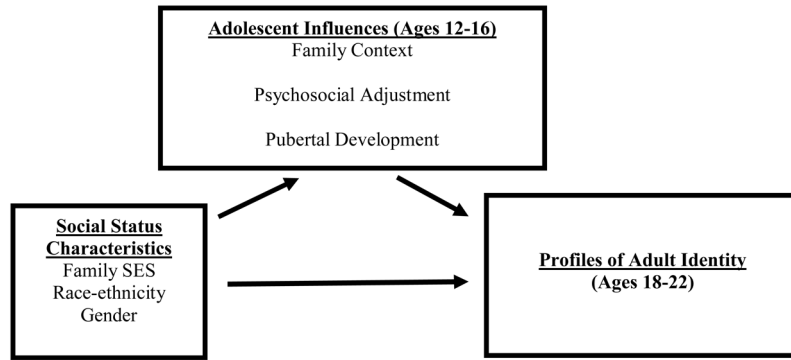 Adolescent Influences (Ages 12-16)
Family Context
Psychosocial Adjustment
Pubertal Development
Social Status
Characteristics
Family SES
Race-ethnicity
Gender
Profiles of Adult Identity
(Ages 18-22)